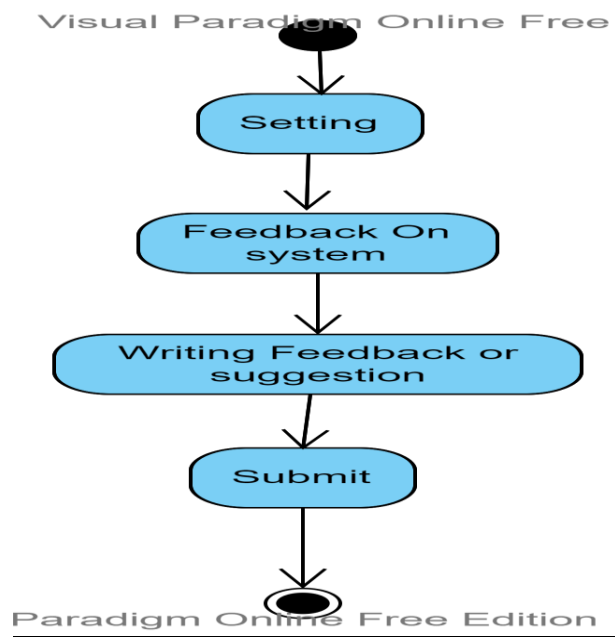 Visual Paradigm Online Free
Setting
Feedback On
system
Writing Feedback or
suggestion
Submit
Paradigm Online Free Edition